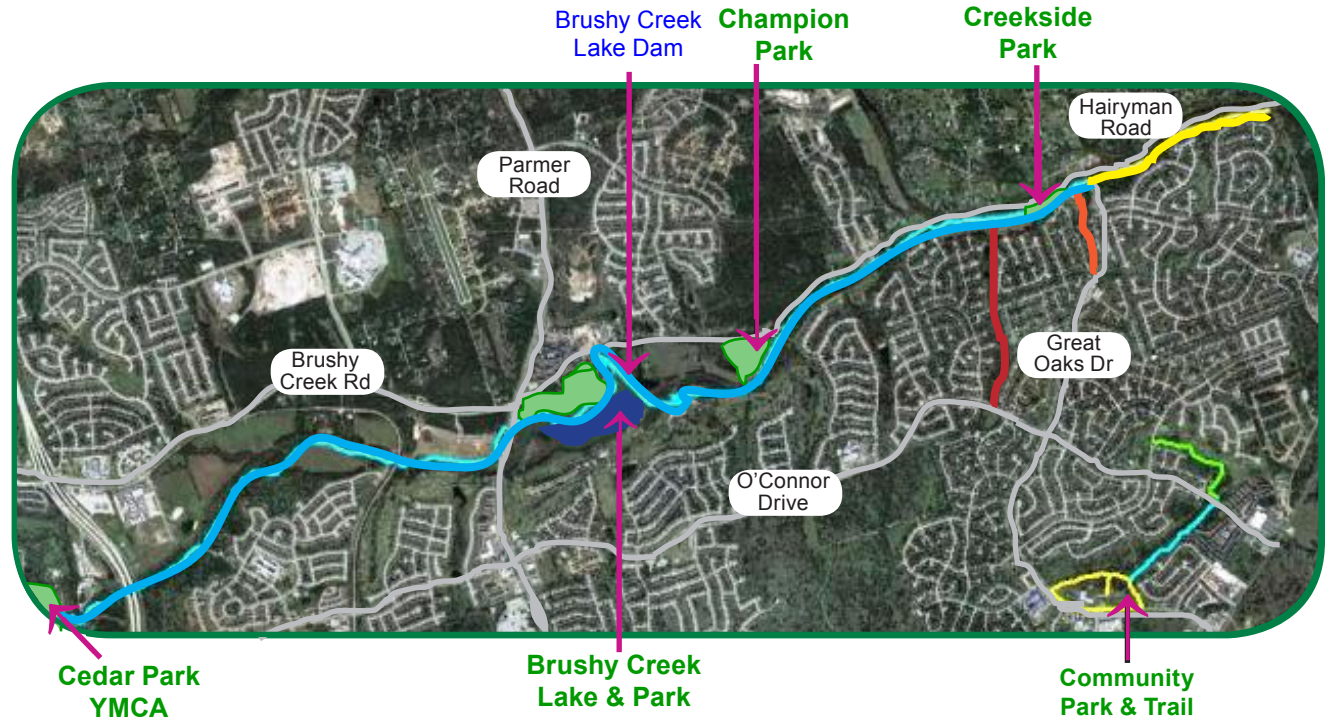 Brushy Creek
Lake Dam
Champion
Park
Creekside
Park
Hairyman
Road
Parmer
Road
Brushy
Creek Rd
Great
Oaks Dr
O'Connor
Drive
Cedar Park
YMCA
Brushy Creek
Lake & Park
Community
Park & Trail